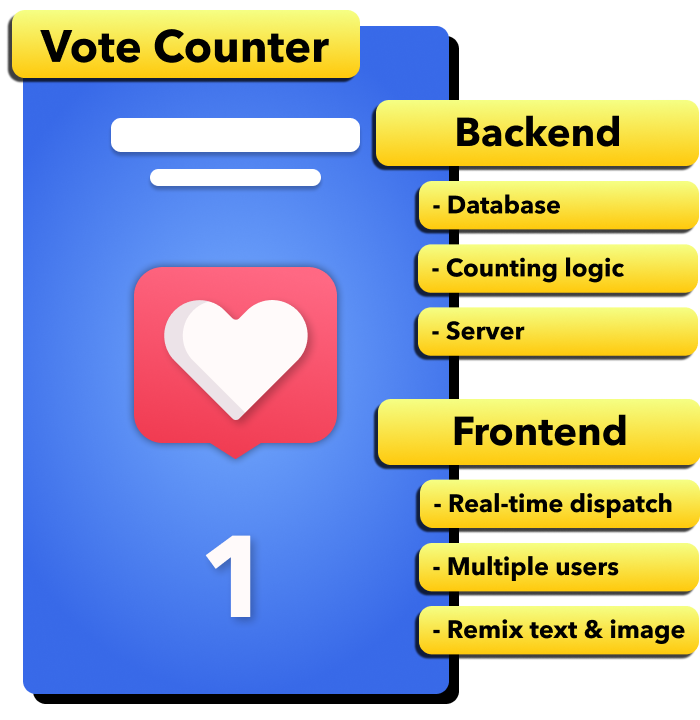 Vote Counter
Backend
- Database
- Counting logic
- Server
Frontend
- Real-time dispatch
- Multiple users
- Remix text & image
1